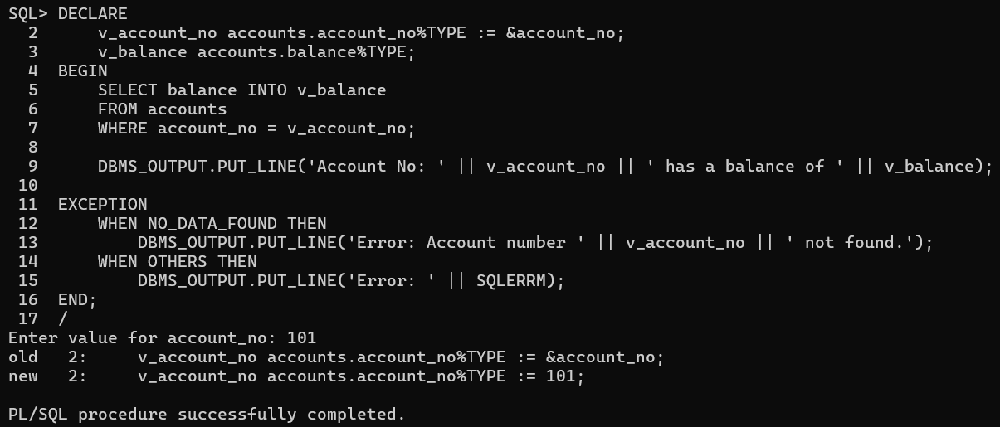 SQL> DECLARE
  2      v_account_no accounts.account_no%TYPE := &account_no;
  3      v_balance accounts.balance%TYPE;
  4  BEGIN
  5      SELECT balance INTO v_balance
  6      FROM accounts
  7      WHERE account_no = v_account_no;
  8
  9      DBMS_OUTPUT.PUT_LINE('Account No: ' || v_account_no || ' has a balance of ' || v_balance);
 10
 11  EXCEPTION
 12      WHEN NO_DATA_FOUND THEN
 13          DBMS_OUTPUT.PUT_LINE('Error: Account number ' || v_account_no || ' not found.');
 14      WHEN OTHERS THEN
 15          DBMS_OUTPUT.PUT_LINE('Error: ' || SQLERRM);
 16  END;
 17  /
Enter value for account_no: 101
old   2:     v_account_no accounts.account_no%TYPE := &account_no;
new   2:     v_account_no accounts.account_no%TYPE := 101;

PL/SQL procedure successfully completed.